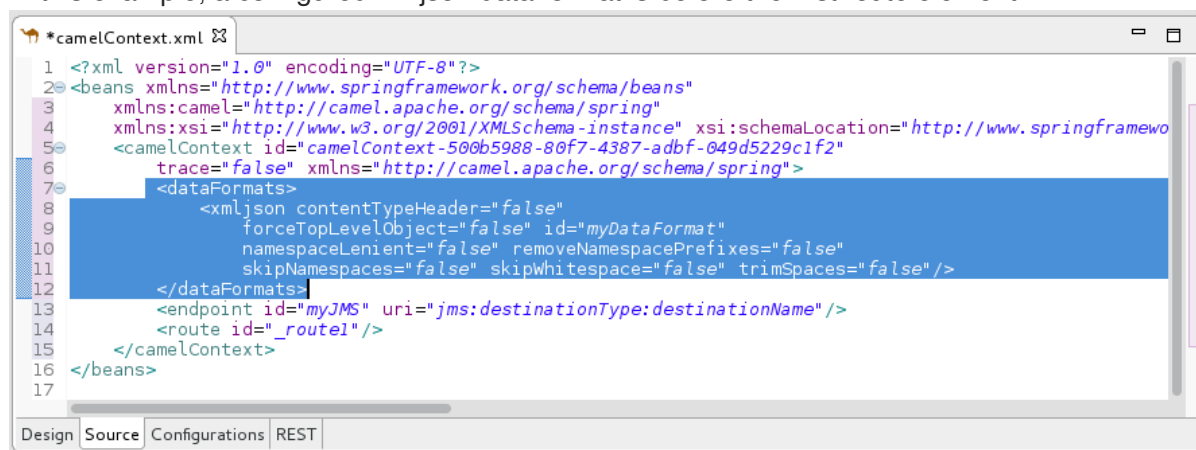 *camelContext.xml
1 <?xml version="1.0" encoding="UTF-8"?>
2 <beans xmlns="http://www.springframework.org/schema/beans"
3 xmlns:camel="http://camel.apache.org/schema/spring"
4 xmlns:xsi="http://www.w3.org/2001/XMLSchema-instance" xsi:schemaLocation="http://www.springframewo
5 <camelContext id="camelContext-500b5988-80f7-4387-adbf-049d5229c1f2"
6 trace="false" xmlns="http://camel.apache.org/schema/spring">
7 <dataFormats>
8 <xmljson contentTypeHeader="false"
9 forceTopLevelObject="false" id="myDataFormat"
10 namespaceLenient="false" removeNamespacePrefixes="false"
11 skipNamespaces="false" skipWhitespace="false" trimSpaces="false"/>
12 </dataFormats>
13 <endpoint id="myJMS" uri="jms:destinationType:destinationName"/>
14 <route id="_route1"/>
15 </camelContext>
16 </beans>
17
Design Source Configurations REST